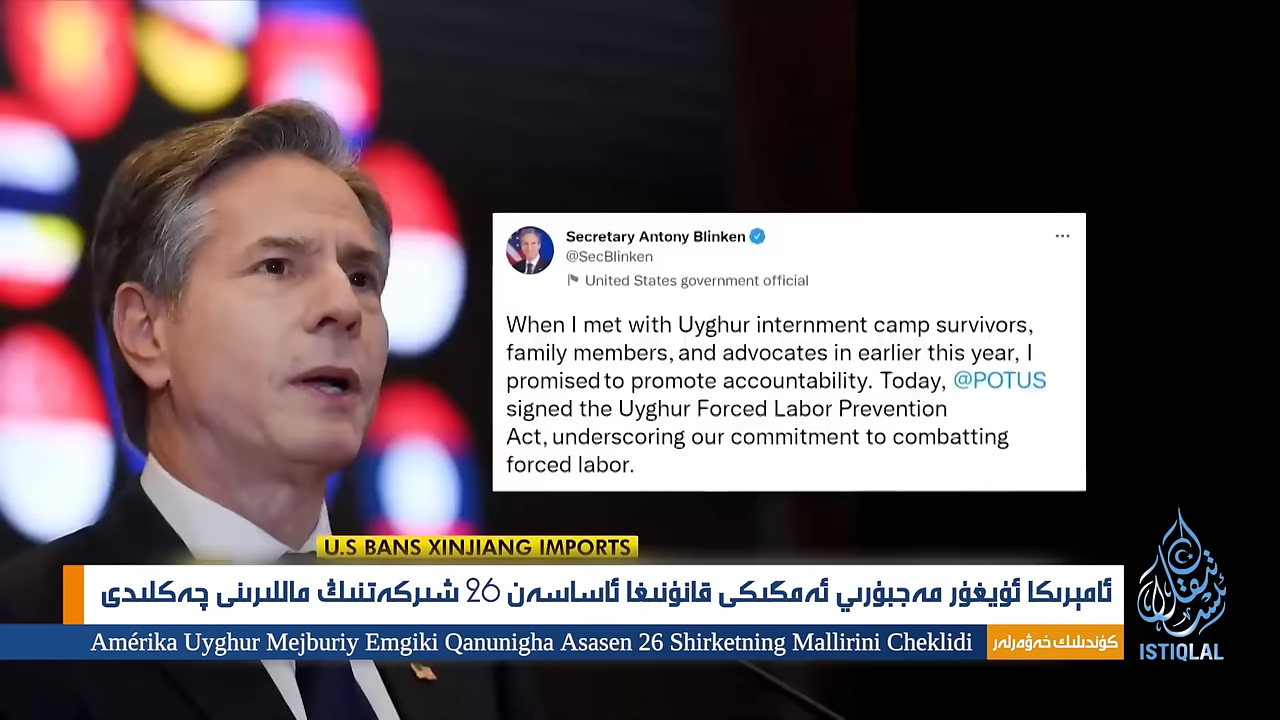 Secretary Antony Blinken
@SecBlinken
United States government official
When I met with Uyghur internment camp survivors,
family members, and advocates in earlier this year, I
promised to promote accountability. Today, @POTUS
signed the Uyghur Forced Labor Prevention
Act, underscoring our commitment to combatting
forced labor.
U.S BANS XINJIANG IMPORTS
ئامېرىكا ئۇيغۇر مەجبۇرىي ئەمگىكى قانۇنىغا ئاساسەن 26 شىركەتنىڭ ماللىرىنى چەكلىدى
Amérika Uyghur Mejburiy Emgiki Qanunigha Asasen 26 Shirketning Mallirini Cheklidi
كۈندىلىك خەۋەرلەر
ئىستىقلال
ISTIQLAL